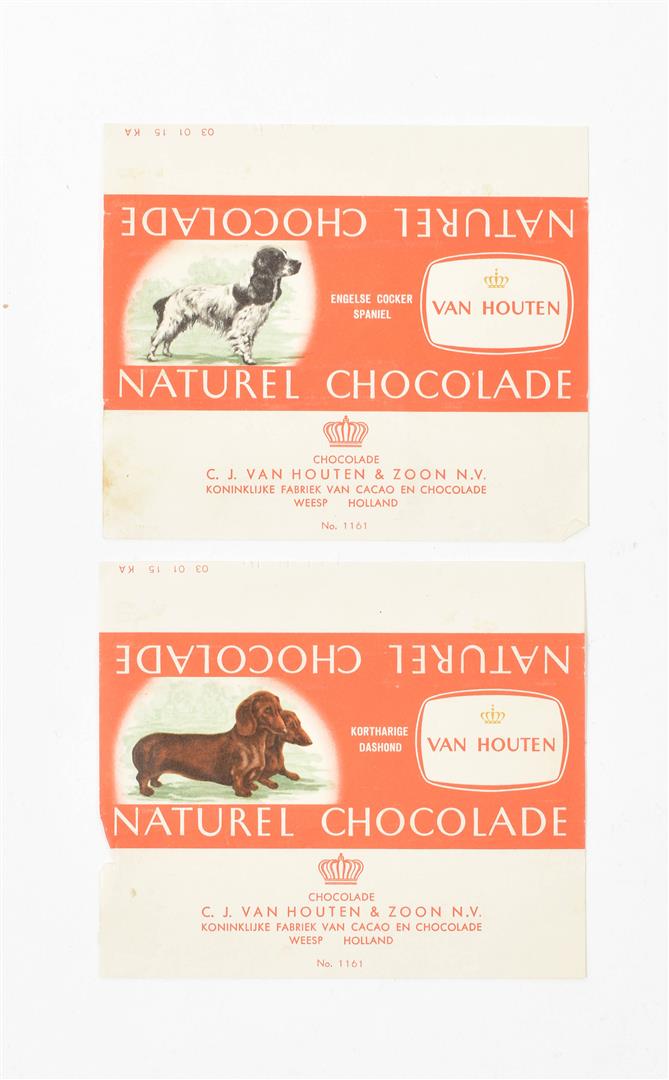 03 01 15 KA
NATUREL CHOCOLADE
ENGELSE COCKER
SPANIEL
VAN HOUTEN
NATUREL CHOCOLADE
CHOCOLADE
C. J. VAN HOUTEN & ZOON N.V.
KONINKLIJKE FABRIEK VAN CACAO EN CHOCOLADE
WEESP HOLLAND
No. 1161
03 01 15 KA
NATUREL CHOCOLADE
KORTHARIGE
DASHOND
VAN HOUTEN
NATUREL CHOCOLADE
CHOCOLADE
C. J. VAN HOUTEN & ZOON N.V.
KONINKLIJKE FABRIEK VAN CACAO EN CHOCOLADE
WEESP HOLLAND
No. 1161